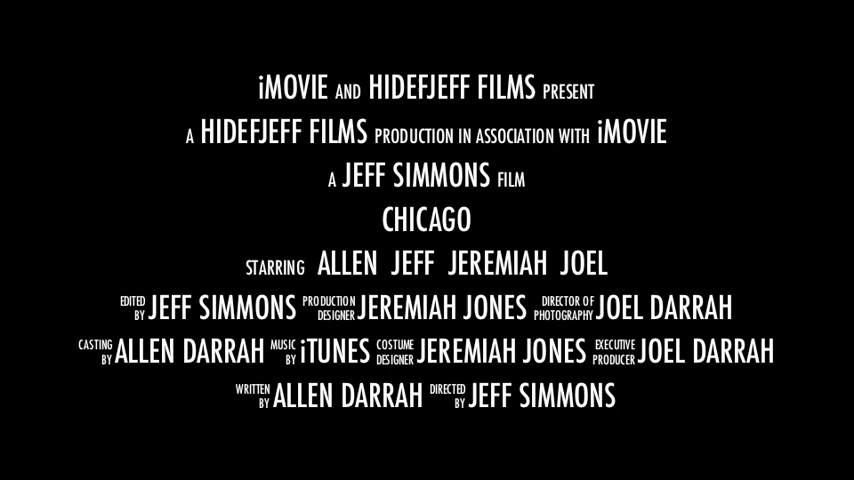 iMOVIE AND HIDEFJEFF FILMS PRESENT
A HIDEFJEFF FILMS PRODUCTION IN ASSOCIATION WITH iMOVIE
A JEFF SIMMONS FILM
CHICAGO
STARRING ALLEN JEFF JEREMIAH JOEL
EDITED BY JEFF SIMMONS PRODUCTION DESIGNER JEREMIAH JONES DIRECTOR OF PHOTOGRAPHY JOEL DARRAH
CASTING BY ALLEN DARRAH MUSIC BY iTUNES COSTUME DESIGNER JEREMIAH JONES EXECUTIVE PRODUCER JOEL DARRAH
WRITTEN BY ALLEN DARRAH DIRECTED BY JEFF SIMMONS